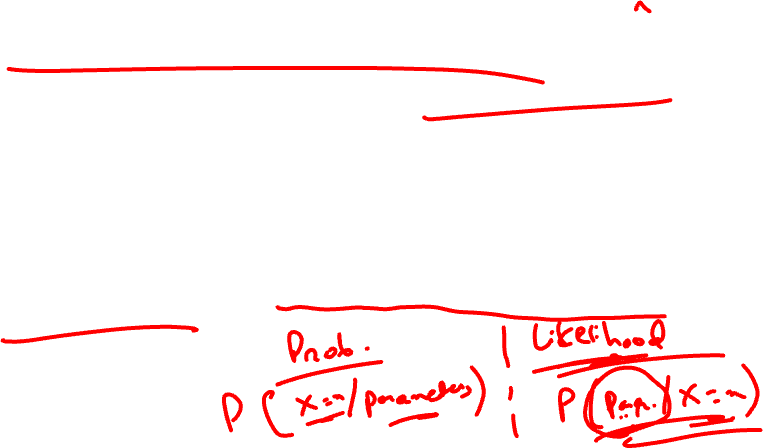 Prob. | Likelihood
P ( X = n / parameters ) | P ( par. / X = n )